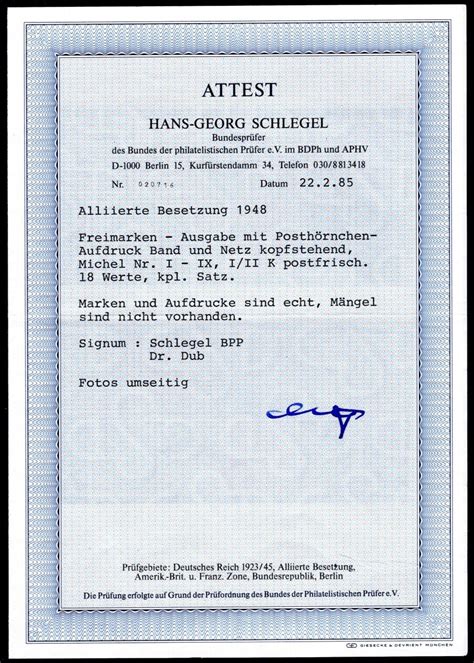 ATTEST
HANS-GEORG SCHLEGEL
Bundesprüfer
des Bundes der philatelistischen Prüfer e.V. im BDPh und APHV
D-1000 Berlin 15, Kurfürstendamm 34, Telefon 030/8813418
Nr. 020716 Datum 22.2.85
Alliierte Besetzung 1948
Freimarken - Ausgabe mit Posthörnchen-
Aufdruck Band und Netz kopfstehend,
Michel Nr. I - IX, I/II K postfrisch.
18 Werte, kpl. Satz.
Marken und Aufdrucke sind echt, Mängel
sind nicht vorhanden.
Signum : Schlegel BPP
Dr. Dub
Fotos umseitig
Prüfgebiete: Deutsches Reich 1923/45, Alliierte Besetzung,
Amerik.-Brit. u. Franz. Zone, Bundesrepublik, Berlin
Die Prüfung erfolgte auf Grund der Prüfordnung des Bundes der Philatelistischen Prüfer e.V.
GIESECKE & DEVRIENT MÜNCHEN